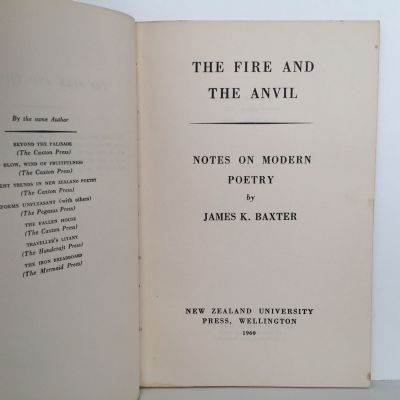 By the same Author
BEYOND THE PALISADE
(The Caxton Press)
BLOW, WIND OF FRUITFULNESS
(The Caxton Press)
ENT TRENDS IN NEW ZEALAND POETRY
(The Caxton Press)
OEMS UNPLEASANT (with others)
(The Pegasus Press)
THE FALLEN HOUSE
(The Caxton Press)
TRAVELLER'S LITANY
(The Handcraft Press)
THE IRON BREADBOARD
(The Mermaid Press)
THE FIRE AND
THE ANVIL
NOTES ON MODERN
POETRY
by
JAMES K. BAXTER
NEW ZEALAND UNIVERSITY
PRESS, WELLINGTON
1960